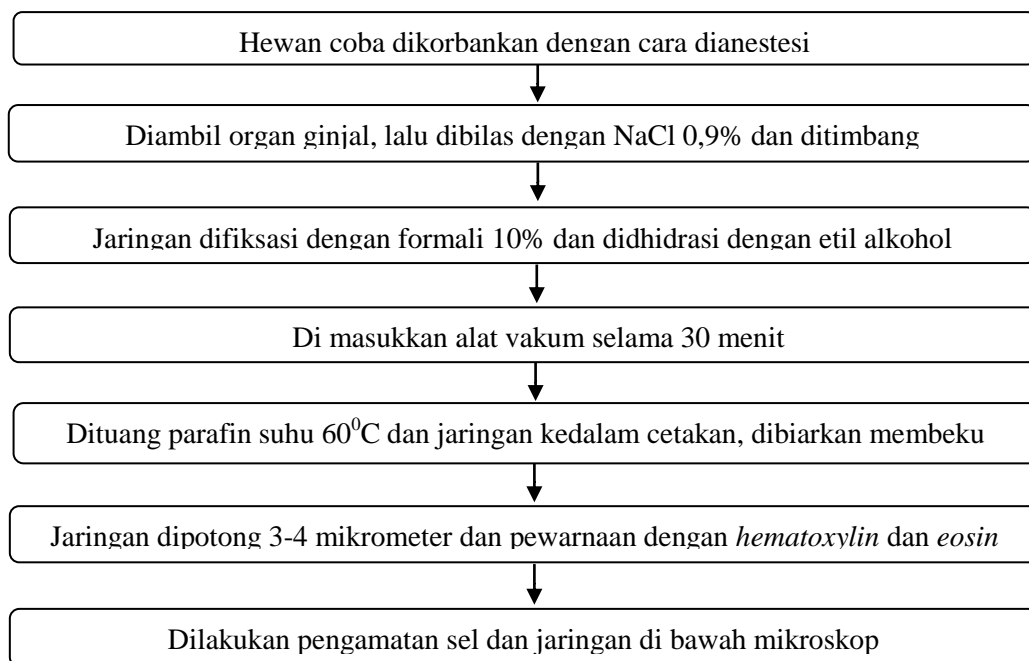 Hewan coba dikorbankan dengan cara dianestesi
Diambil organ ginjal, lalu dibilas dengan NaCl 0,9% dan ditimbang
Jaringan difiksasi dengan formali 10% dan didhidrasi dengan etil alkohol
Di masukkan alat vakum selama 30 menit
Dituang parafin suhu 60⁰C dan jaringan kedalam cetakan, dibiarkan membeku
Jaringan dipotong 3-4 mikrometer dan pewarnaan dengan hematoxylin dan eosin
Dilakukan pengamatan sel dan jaringan di bawah mikroskop